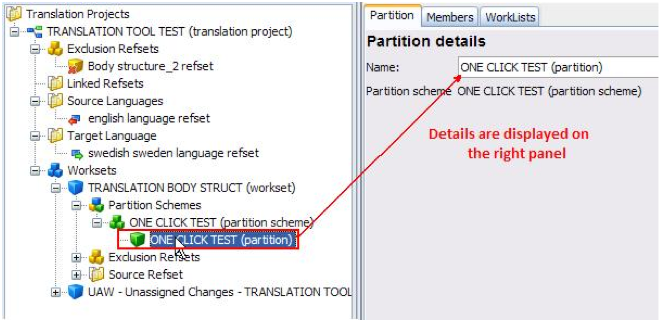 Translation Projects
TRANSLATION TOOL TEST (translation project)
Exclusion Refsets
Body structure_2 refset
Linked Refsets
Source Languages
english language refset
Target Language
swedish sweden language refset
Worksets
TRANSLATION BODY STRUCT (workset)
Partition Schemes
ONE CLICK TEST (partition scheme)
ONE CLICK TEST (partition)
Exclusion Refsets
Source Refset
UAW - Unassigned Changes - TRANSLATION TOOL
Partition Members WorkLists
Partition details
Name: ONE CLICK TEST (partition)
Partition scheme ONE CLICK TEST (partition scheme)
Details are displayed on
the right panel